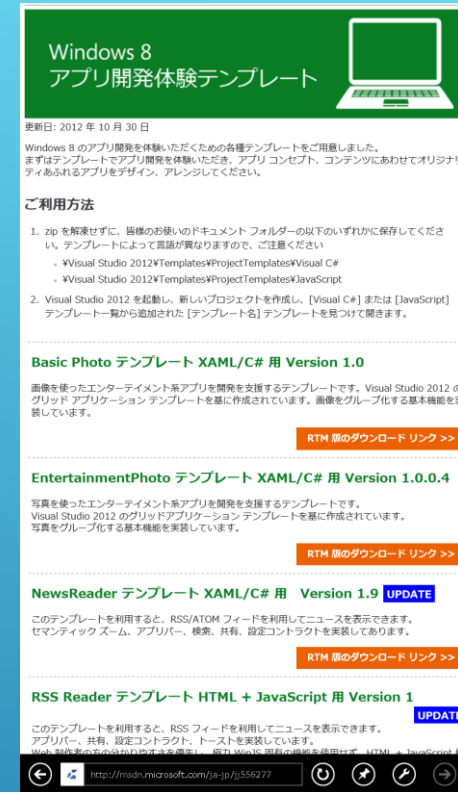 Windows 8
アプリ開発体験テンプレート
更新日: 2012 年 10 月 30 日
Windows 8 のアプリ開発を体験いただくための各種テンプレートをご用意しました。
まずはテンプレートでアプリ開発を体験いただき、アプリ コンセプト、コンテンツにあわせてオリジナリ
ティあふれるアプリをデザイン、アレンジしてください。
ご利用方法
1. zip を解凍せずに、皆様のお使いのドキュメント フォルダーの以下のいずれかに保存してくださ
い。テンプレートによって言語が異なりますので、ご注意ください
◦ ¥Visual Studio 2012¥Templates¥ProjectTemplates¥Visual C#
◦ ¥Visual Studio 2012¥Templates¥ProjectTemplates¥JavaScript
2. Visual Studio 2012 を起動し、新しいプロジェクトを作成し、[Visual C#] または [JavaScript]
テンプレート一覧から追加された [テンプレート名] テンプレートを見つけて開きます。
Basic Photo テンプレート XAML/C# 用 Version 1.0
画像を使ったエンターテイメント系アプリを開発を支援するテンプレートです。Visual Studio 2012 の
グリッド アプリケーション テンプレートを基に作成されています。画像をグループ化する基本機能を実
装しています。
RTM 版のダウンロード リンク >>
EntertainmentPhoto テンプレート XAML/C# 用 Version 1.0.0.4
写真を使ったエンターテイメント系アプリを開発を支援するテンプレートです。
Visual Studio 2012 のグリッドアプリケーション テンプレートを基に作成されています。
写真をグループ化する基本機能を実装しています。
RTM 版のダウンロード リンク >>
NewsReader テンプレート XAML/C# 用 Version 1.9 UPDATE
このテンプレートを利用すると、RSS/ATOM フィードを利用してニュースを表示できます。
セマンティック ズーム、アプリバー、検索、共有、設定コントラクトを実装してあります。
RTM 版のダウンロード リンク >>
RSS Reader テンプレート HTML + JavaScript 用 Version 1
UPDAT
このテンプレートを利用すると、RSS フィードを利用してニュースを表示できます。
アプリバー、共有、設定コントラクト、トーストを実装しています。
Web 制作者の方の分かりやすさを優先し、極力 WinJS 固有の機能を使用せず、HTML + JavaScript
http://msdn.microsoft.com/ja-jp/jj556277